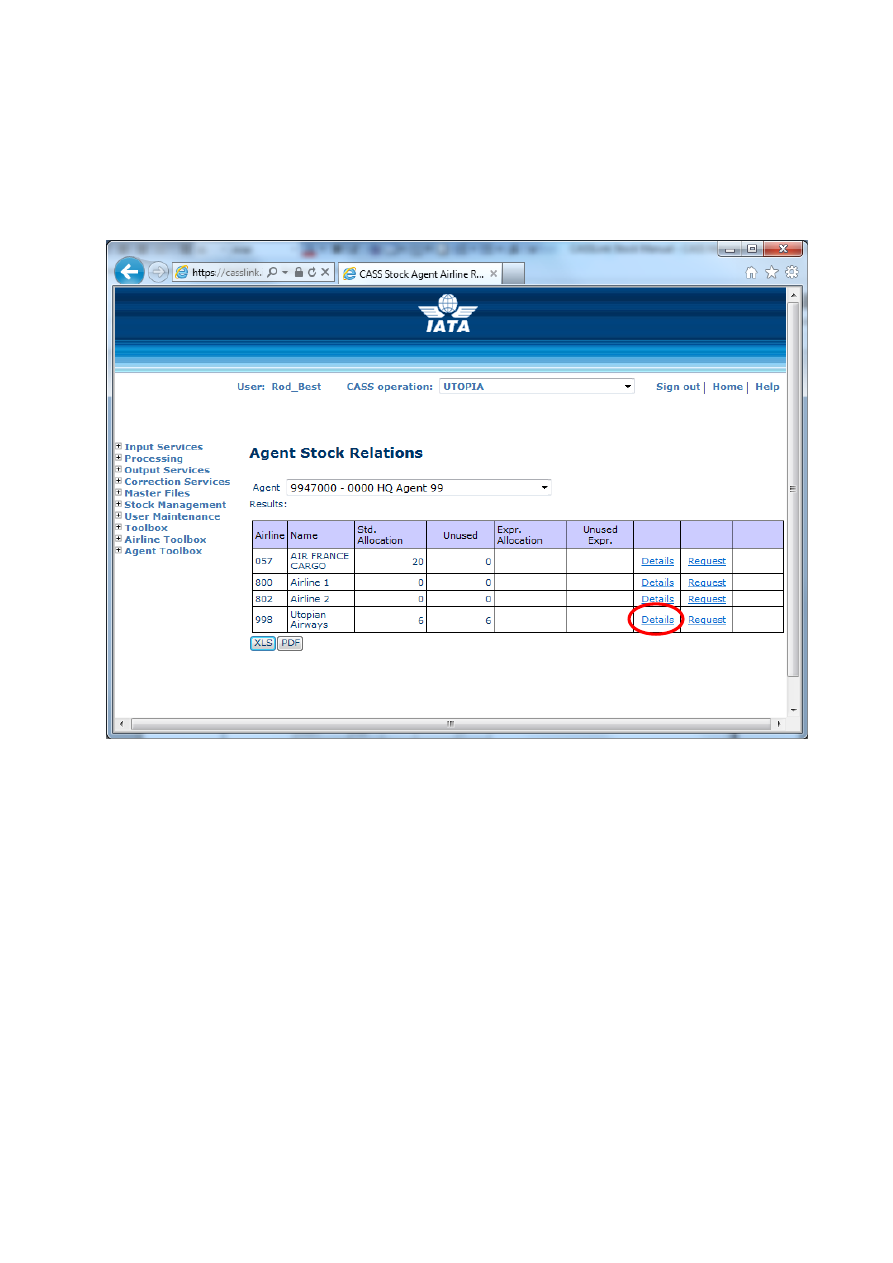 https://casslink.
CASS Stock Agent Airline R...
IATA
User: Rod_Best CASS operation: UTOPIA Sign out | Home | Help
Input Services
Processing
Output Services
Correction Services
Master Files
Stock Management
User Maintenance
Toolbox
Airline Toolbox
Agent Toolbox
Agent Stock Relations
Agent 9947000 - 0000 HQ Agent 99
Results:
Airline Name Std. Allocation Unused Expr. Allocation Unused Expr.
057 AIR FRANCE CARGO 20 0 Details Request
800 Airline 1 0 0 Details Request
802 Airline 2 0 0 Details Request
998 Utopian Airways 6 6 Details Request
XLS PDF